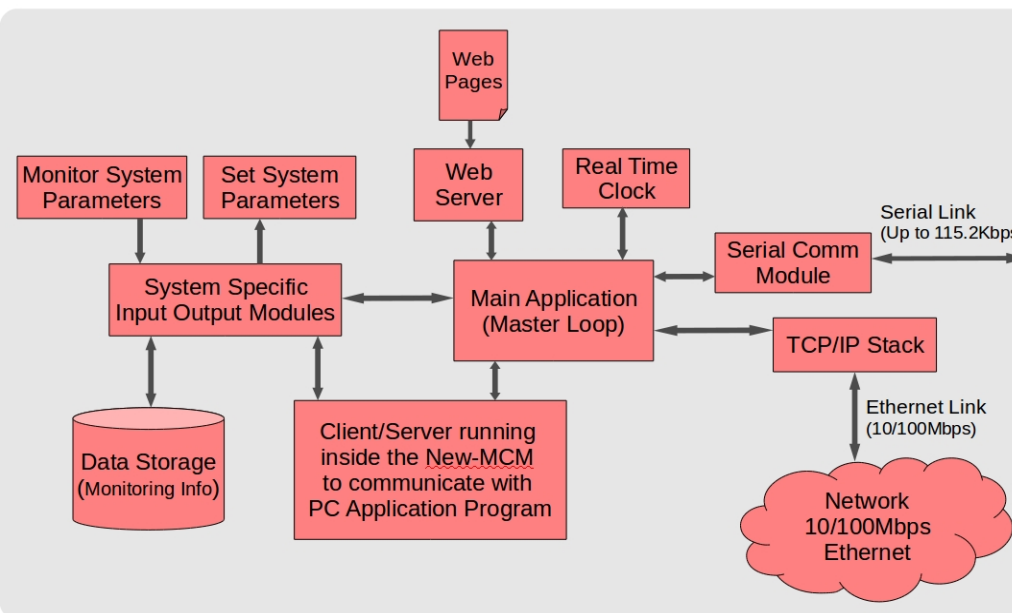 Web
Pages
Monitor System
Parameters
Set System
Parameters
Web
Server
Real Time
Clock
Serial Link
(Up to 115.2Kbps
Serial Comm
Module
System Specific
Input Output Modules
Main Application
(Master Loop)
TCP/IP Stack
Ethernet Link
(10/100Mbps)
Data Storage
(Monitoring Info)
Client/Server running
inside the New-MCM
to communicate with
PC Application Program
Network
10/100Mbps
Ethernet